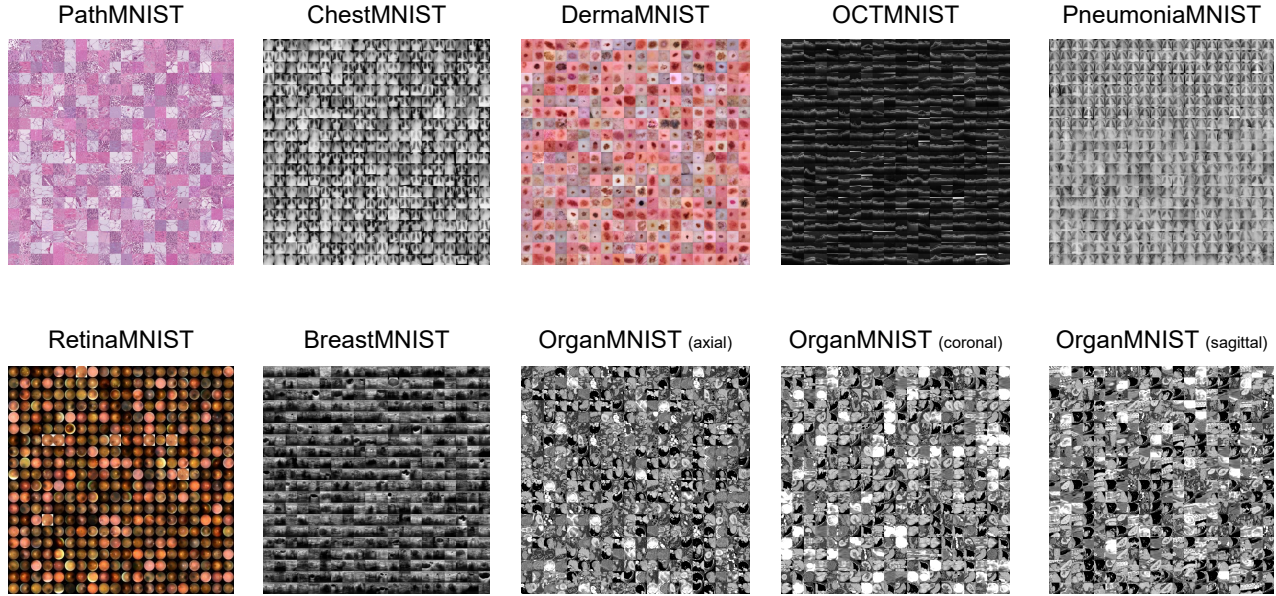 PathMNIST
ChestMNIST
DermaMNIST
OCTMNIST
PneumoniaMNIST
RetinaMNIST
BreastMNIST
OrganMNIST (axial)
OrganMNIST (coronal)
OrganMNIST (sagittal)